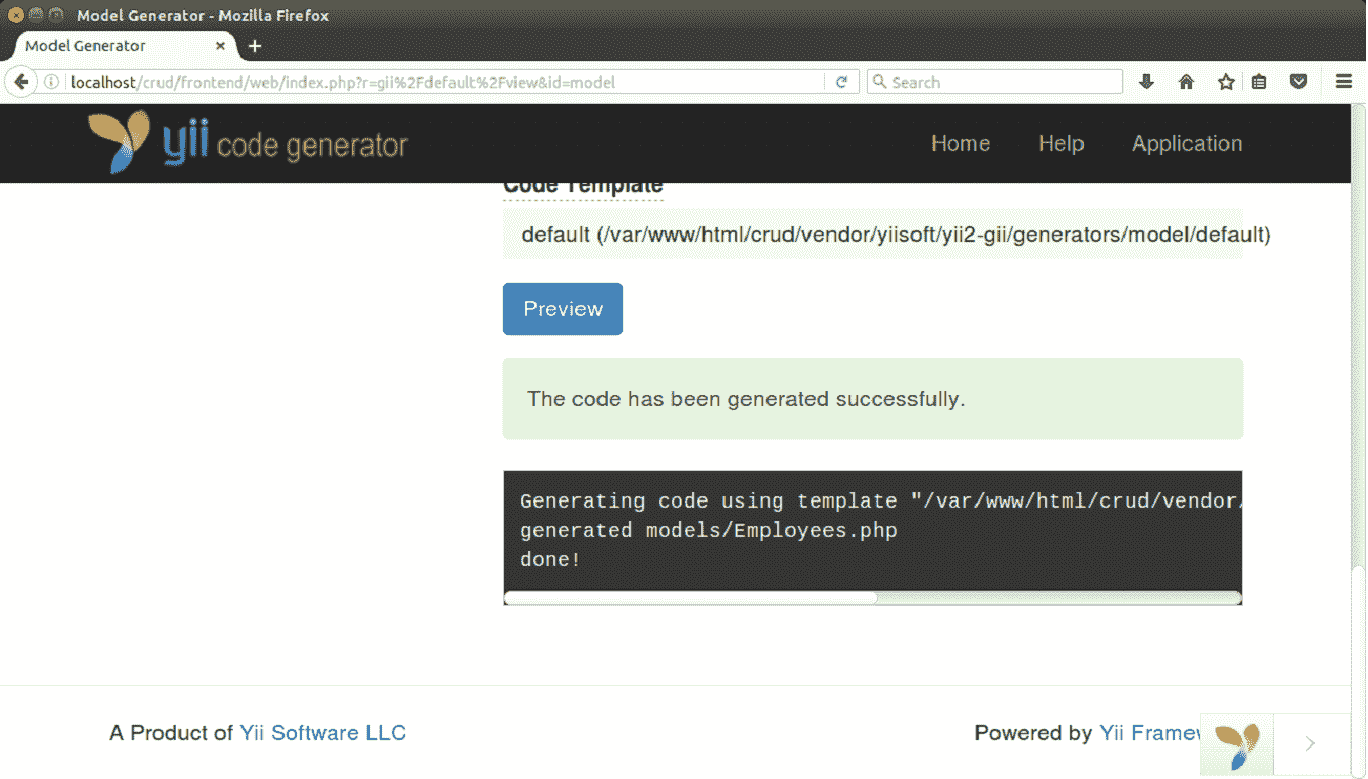 Model Generator - Mozilla Firefox
Model Generator
localhost/crud/frontend/web/index.php?r=gii%2Fdefault%2Fview&id=model
Search
yii code generator
Home Help Application
Code Template
default (/var/www/html/crud/vendor/yiisoft/yii2-gii/generators/model/default)
Preview
The code has been generated successfully.
Generating code using template "/var/www/html/crud/vendor/
generated models/Employees.php
done!
A Product of Yii Software LLC
Powered by Yii Framew